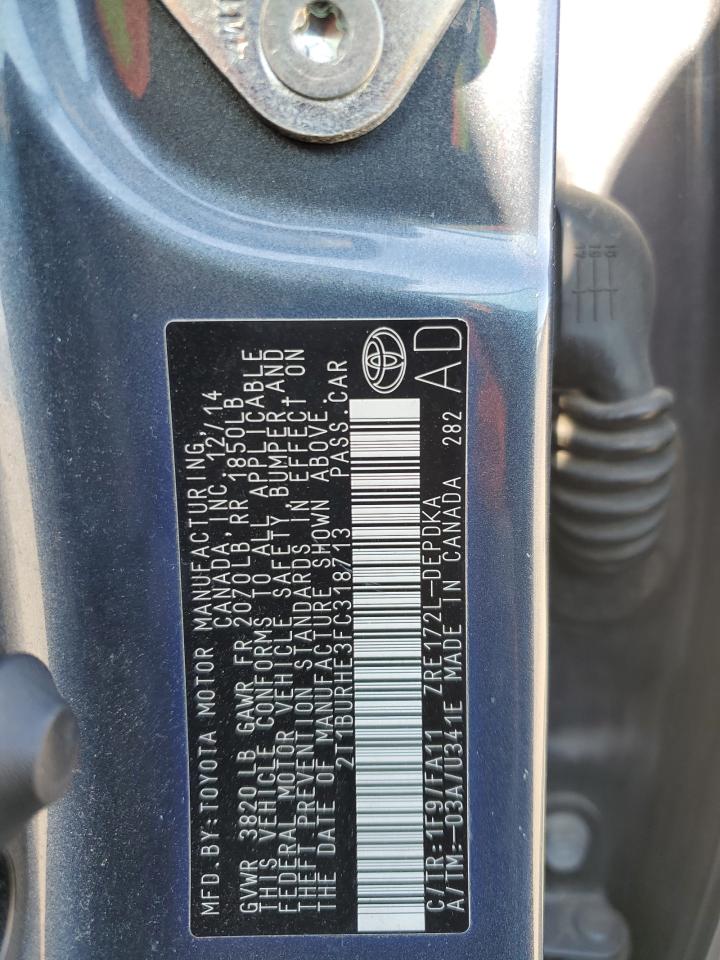 MFD.BY:TOYOTA MOTOR MANUFACTURING,
CANADA,INC. 12/14
GVWR 3820LB GAWR FR 2070LB RR 1850LB
THIS VEHICLE CONFORMS TO ALL APPLICABLE
FEDERAL MOTOR VEHICLE SAFETY, BUMPER AND
THEFT PREVENTION STANDARDS IN EFFECT ON
THE DATE OF MANUFACTURE SHOWN ABOVE.
2T1BURHE3FC318713 PASS.CAR
C/TR:1F9/FA11 ZRE172L-DEPDKA
A/TM:-03A/U341E MADE IN CANADA 282
AD